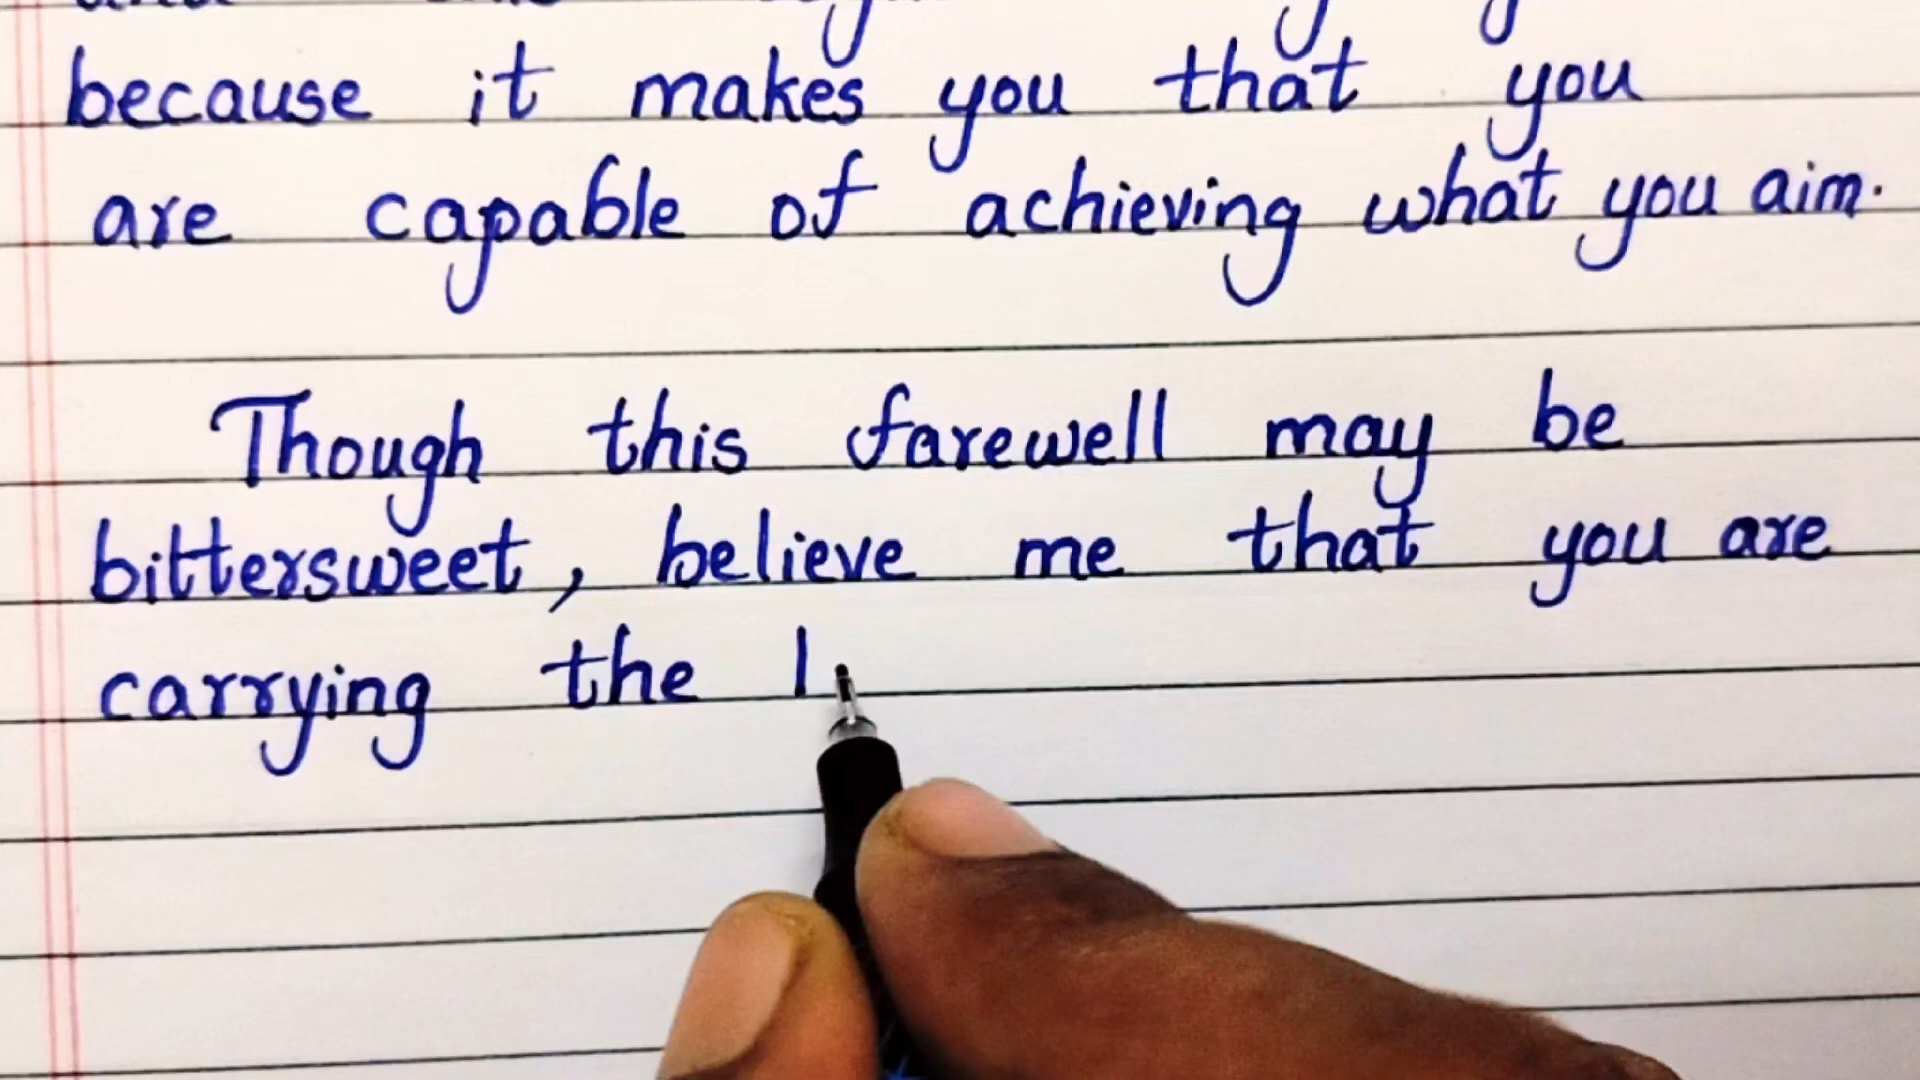 because it makes you that you
are capable of achieving what you aim.
Though this farewell may be
bittersweet, believe me that you are
carrying the l